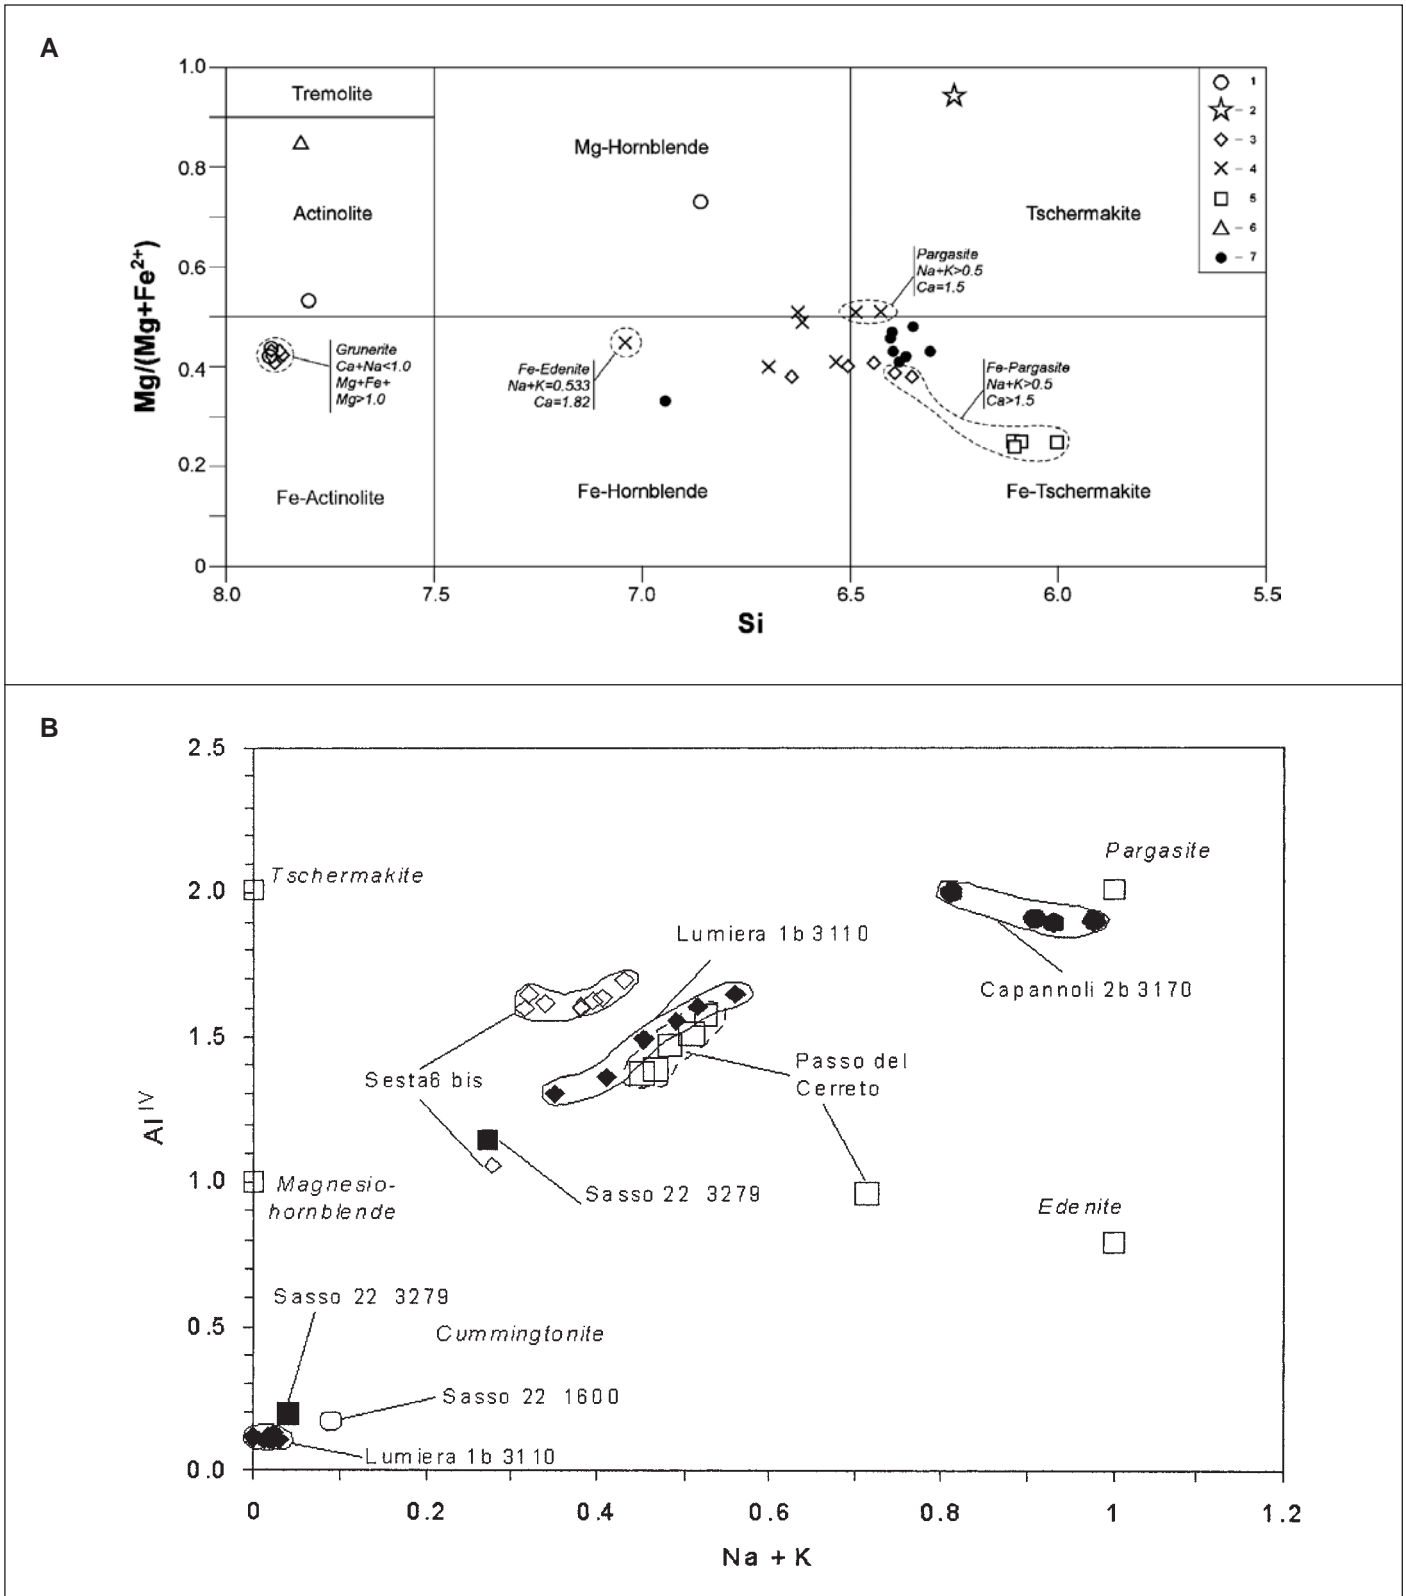 A
1.0
0.8
0.6
0.4
0.2
0
Mg/(Mg+Fe2+)
8.0
7.5
7.0
6.5
6.0
5.5
Si
Tremolite
Actinolite
Fe-Actinolite
Mg-Hornblende
Fe-Hornblende
Tschermakite
Fe-Tschermakite
Grunerite
Ca+Na<1.0
Mg+Fe+
Mg>1.0
Fe-Edenite
Na+K=0.533
Ca=1.82
Pargasite
Na+K>0.5
Ca=1.5
Fe-Pargasite
Na+K>0.5
Ca>1.5
1
2
3
4
5
6
7
B
2.5
2.0
1.5
1.0
0.5
0.0
Al IV
0
0.2
0.4
0.6
0.8
1
1.2
Na + K
Tschermakite
Pargasite
Lumiera 1b 3110
Capannoli 2b 3170
Sesta6 bis
Passo del
Cerreto
Sasso 22 3279
Magnesio-
hornblende
Edenite
Sasso 22 3279
Cummingtonite
Sasso 22 1600
Lumiera 1b 3110